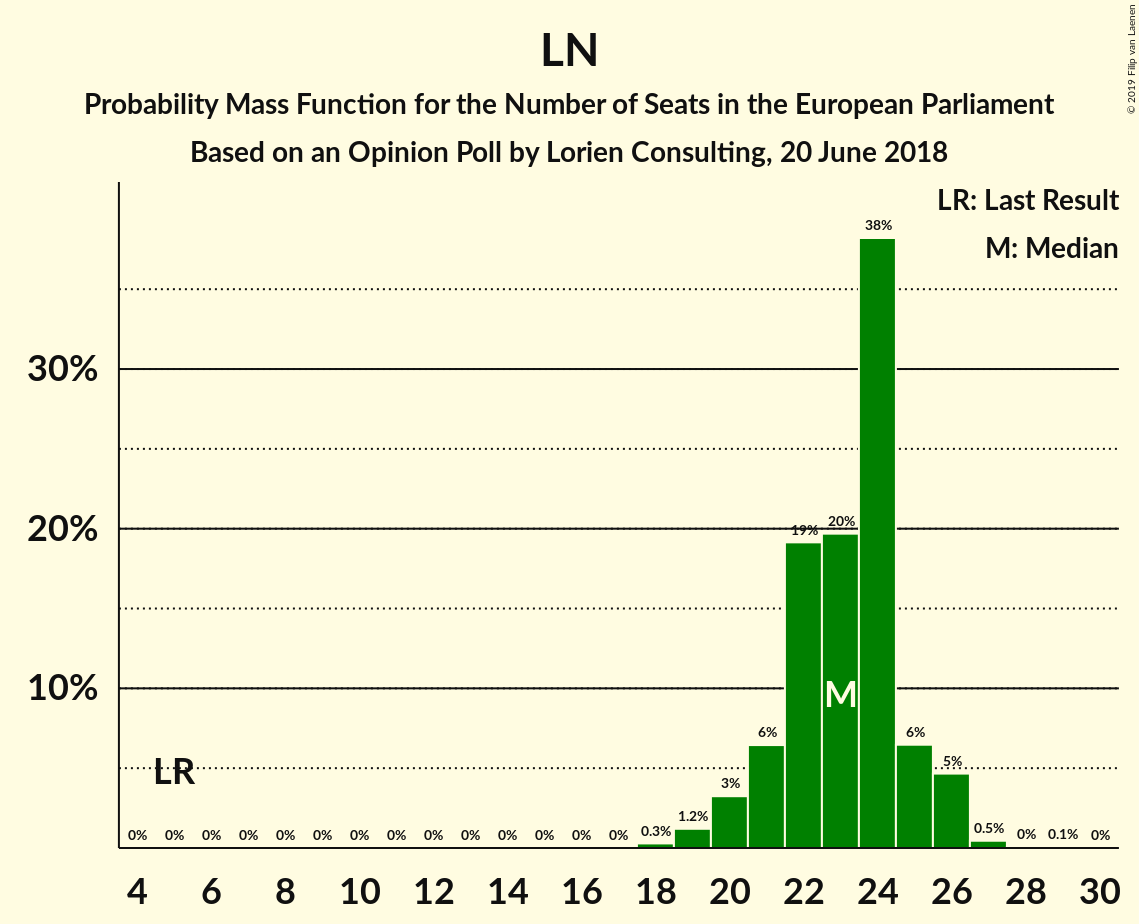 LN
Probability Mass Function for the Number of Seats in the European Parliament
Based on an Opinion Poll by Lorien Consulting, 20 June 2018
© 2019 Filip van Laenen
LR: Last Result
M: Median
38%
30%
20%
19% 20%
10%
M
6% 6%
LR
5%
3%
1.2%
0% 0% 0% 0% 0% 0% 0% 0% 0% 0% 0% 0% 0% 0% 0.3% 0.5% 0% 0.1% 0%
4 6 8 10 12 14 16 18 20 22 24 26 28 30